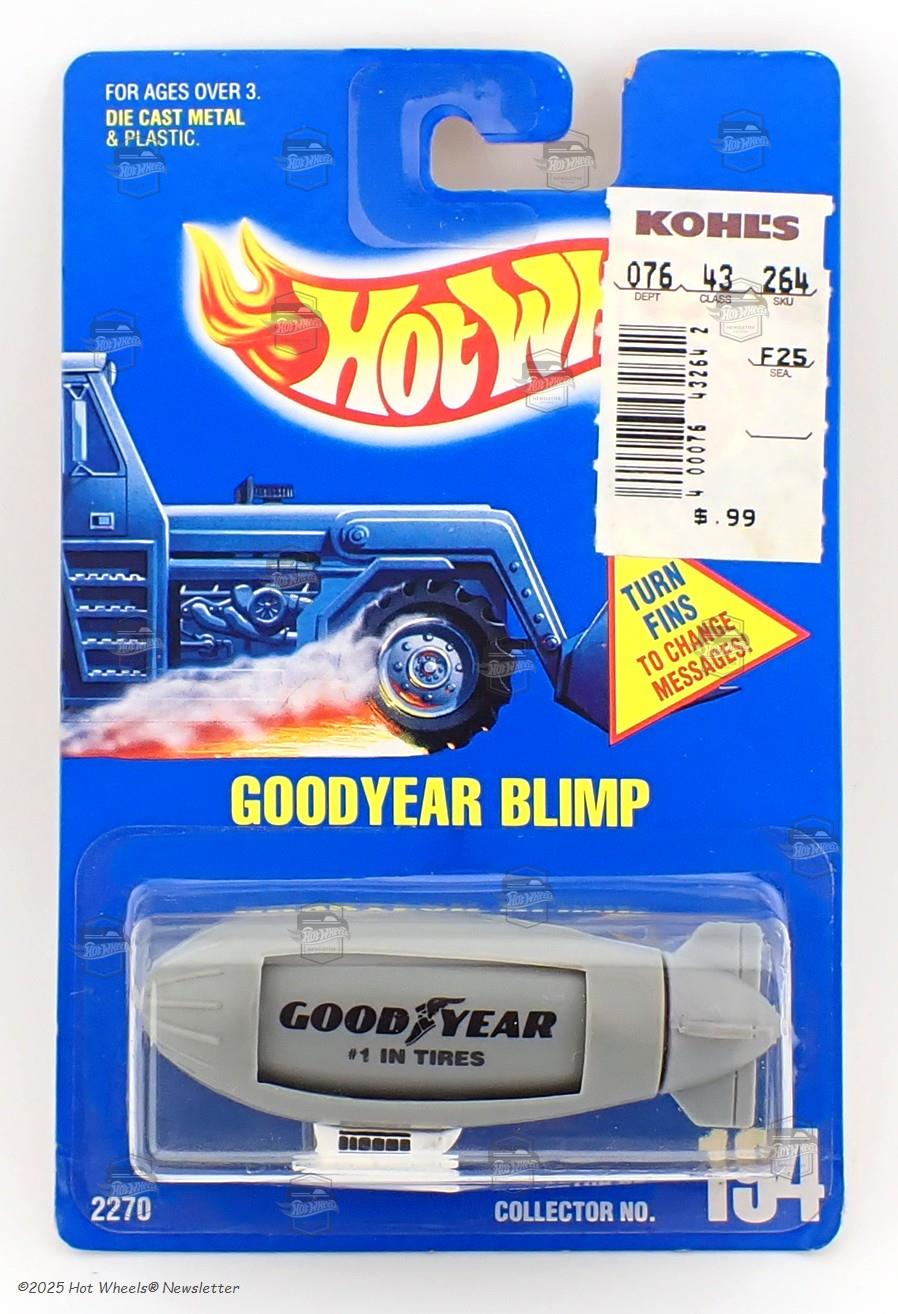 FOR AGES OVER 3.
DIE CAST METAL
& PLASTIC.
HOT WH
KOHL'S
076 43 264
DEPT CLASS SKU
F25
SEA.
4 00076 43264 2
$.99
TURN
FINS
TO CHANGE
MESSAGES!
GOODYEAR BLIMP
GOODYEAR
#1 IN TIRES
2270
COLLECTOR NO. 194
©2025 Hot Wheels® Newsletter